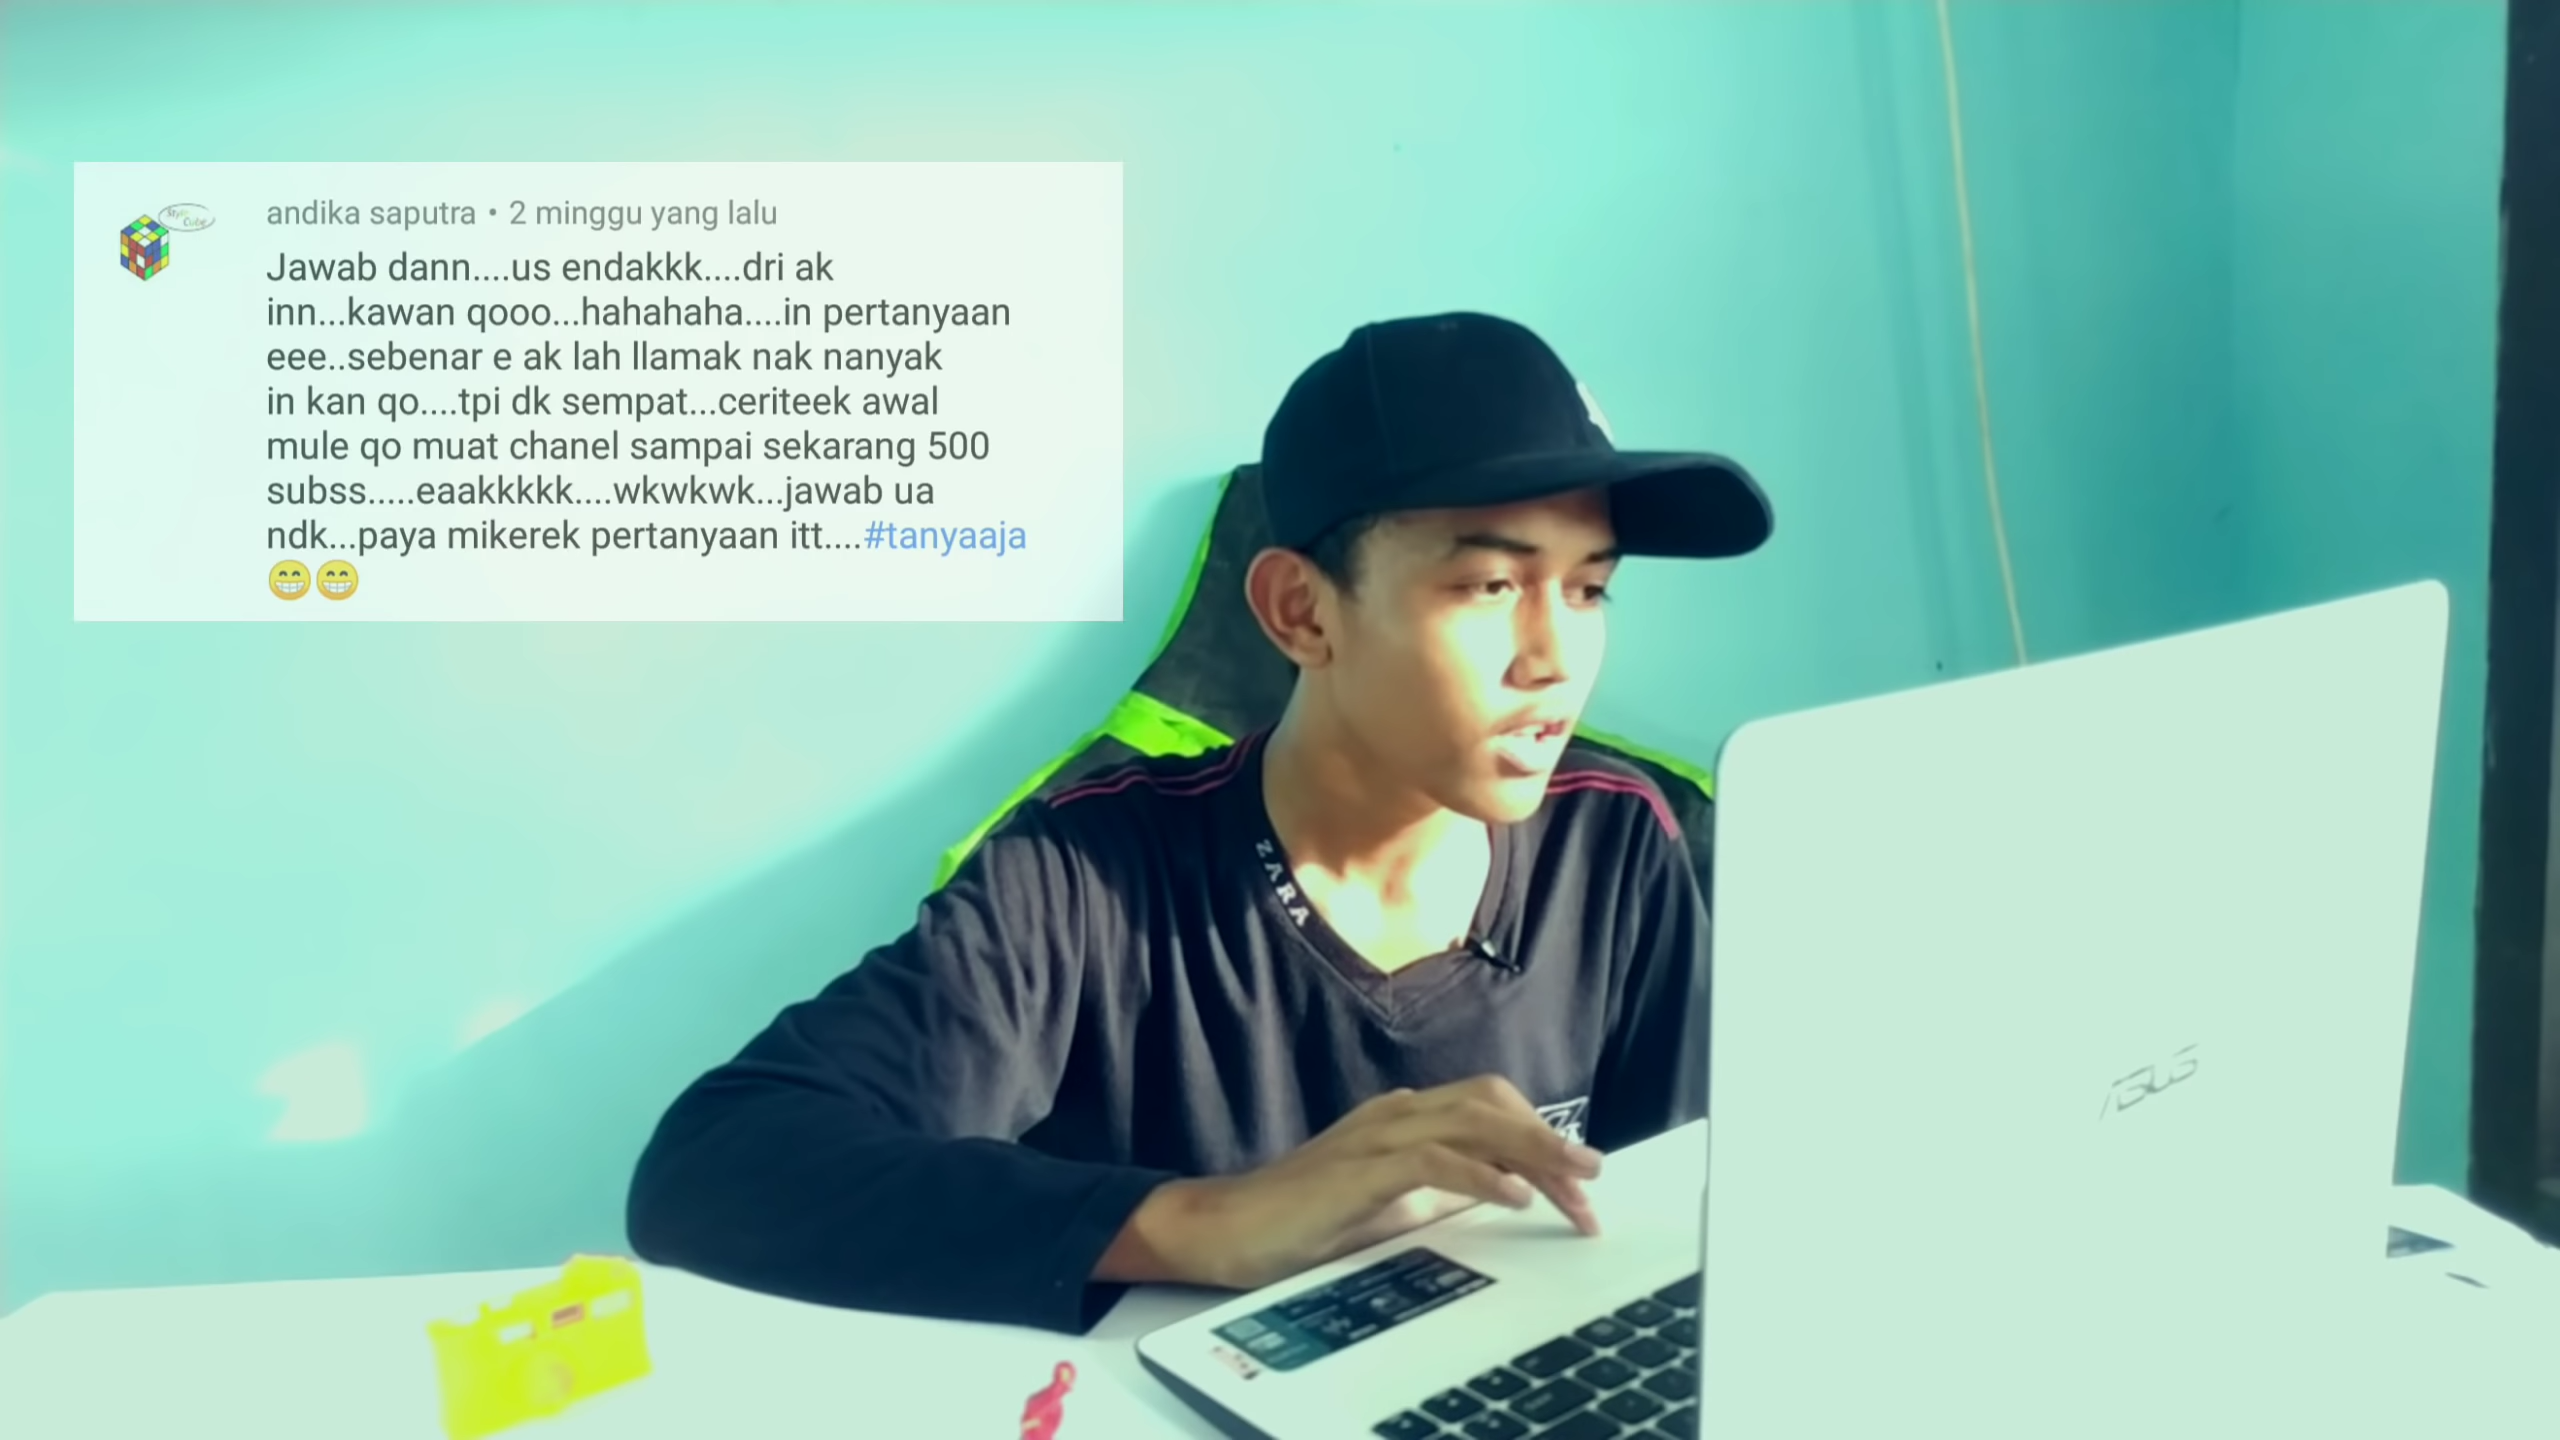 andika saputra • 2 minggu yang lalu
Jawab dann....us endakkk....dri ak
inn...kawan qooo...hahahaha....in pertanyaan
eee..sebenar e ak lah llamak nak nanyak
in kan qo....tpi dk sempat...ceriteek awal
mule qo muat chanel sampai sekarang 500
subss.....eaakkkkk....wkwkwk...jawab ua
ndk...paya mikerek pertanyaan itt....#tanyaaja
😁😁
Style
Cube
ZARA
ASUS